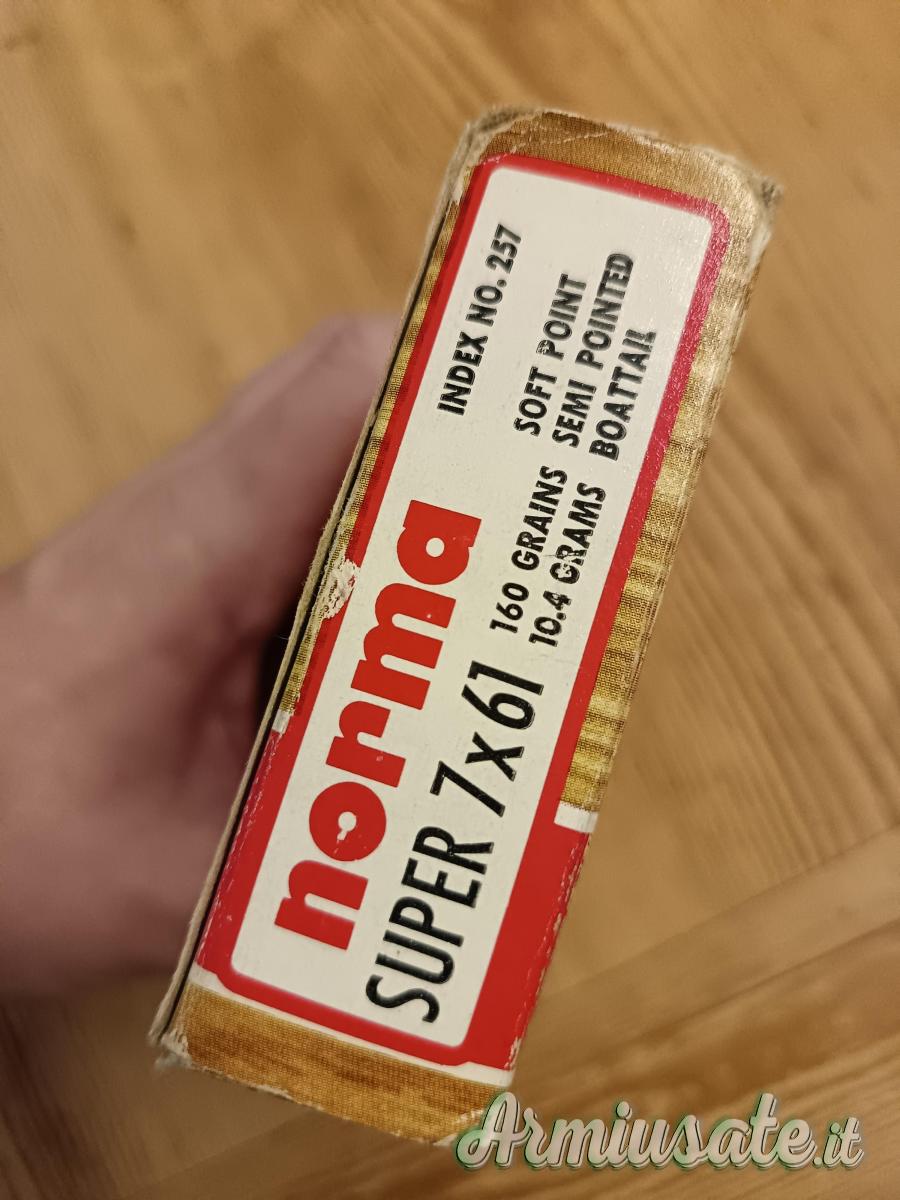 norma
INDEX NO. 257
SUPER 7x61
160 GRAINS SOFT POINT
10.4 GRAMS SEMI POINTED
BOATTAIL
Armiusate.it